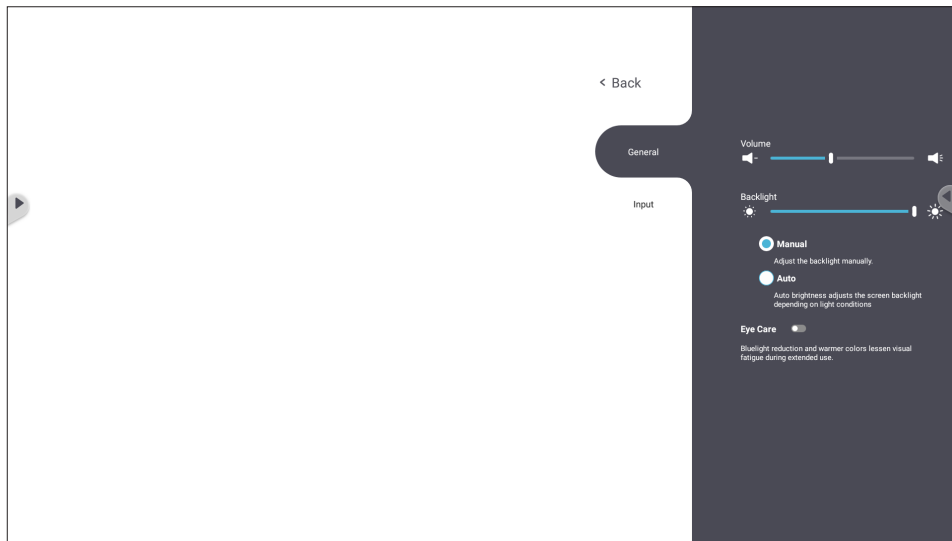 < Back
General
Input
Volume
Backlight
Manual
Adjust the backlight manually.
Auto
Auto brightness adjusts the screen backlight
depending on light conditions
Eye Care
Bluelight reduction and warmer colors lessen visual
fatigue during extended use.